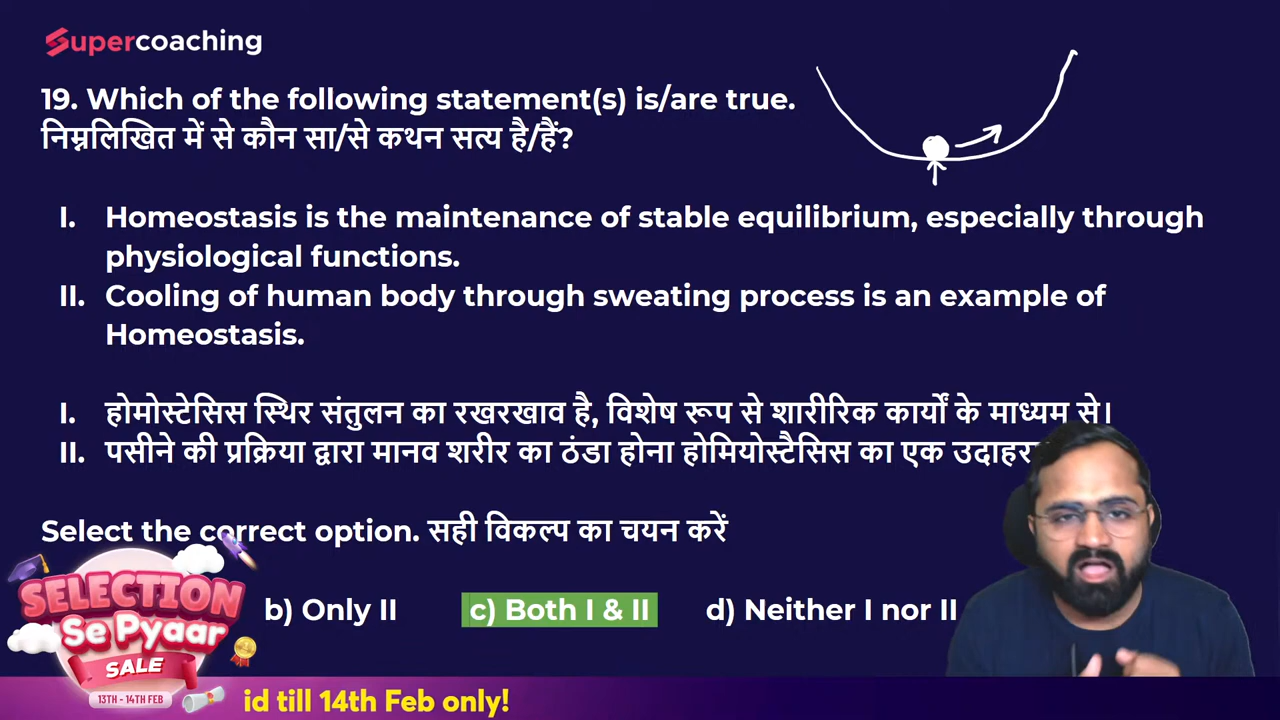 Supercoaching
19. Which of the following statement(s) is/are true.
निम्नलिखित में से कौन सा/से कथन सत्य है/हैं?
I. Homeostasis is the maintenance of stable equilibrium, especially through
physiological functions.
II. Cooling of human body through sweating process is an example of
Homeostasis.
I. होमोस्टेसिस स्थिर संतुलन का रखरखाव है, विशेष रूप से शारीरिक कार्यों के माध्यम से।
II. पसीने की प्रक्रिया द्वारा मानव शरीर का ठंडा होना होमियोस्टैसिस का एक
Select the correct option. सही विकल्प का चयन करें
b) Only II c) Both I & II d) Neither I nor II
SELECTION
Se Pyaar
SALE
13TH - 14TH FEB
id till 14th Feb only!